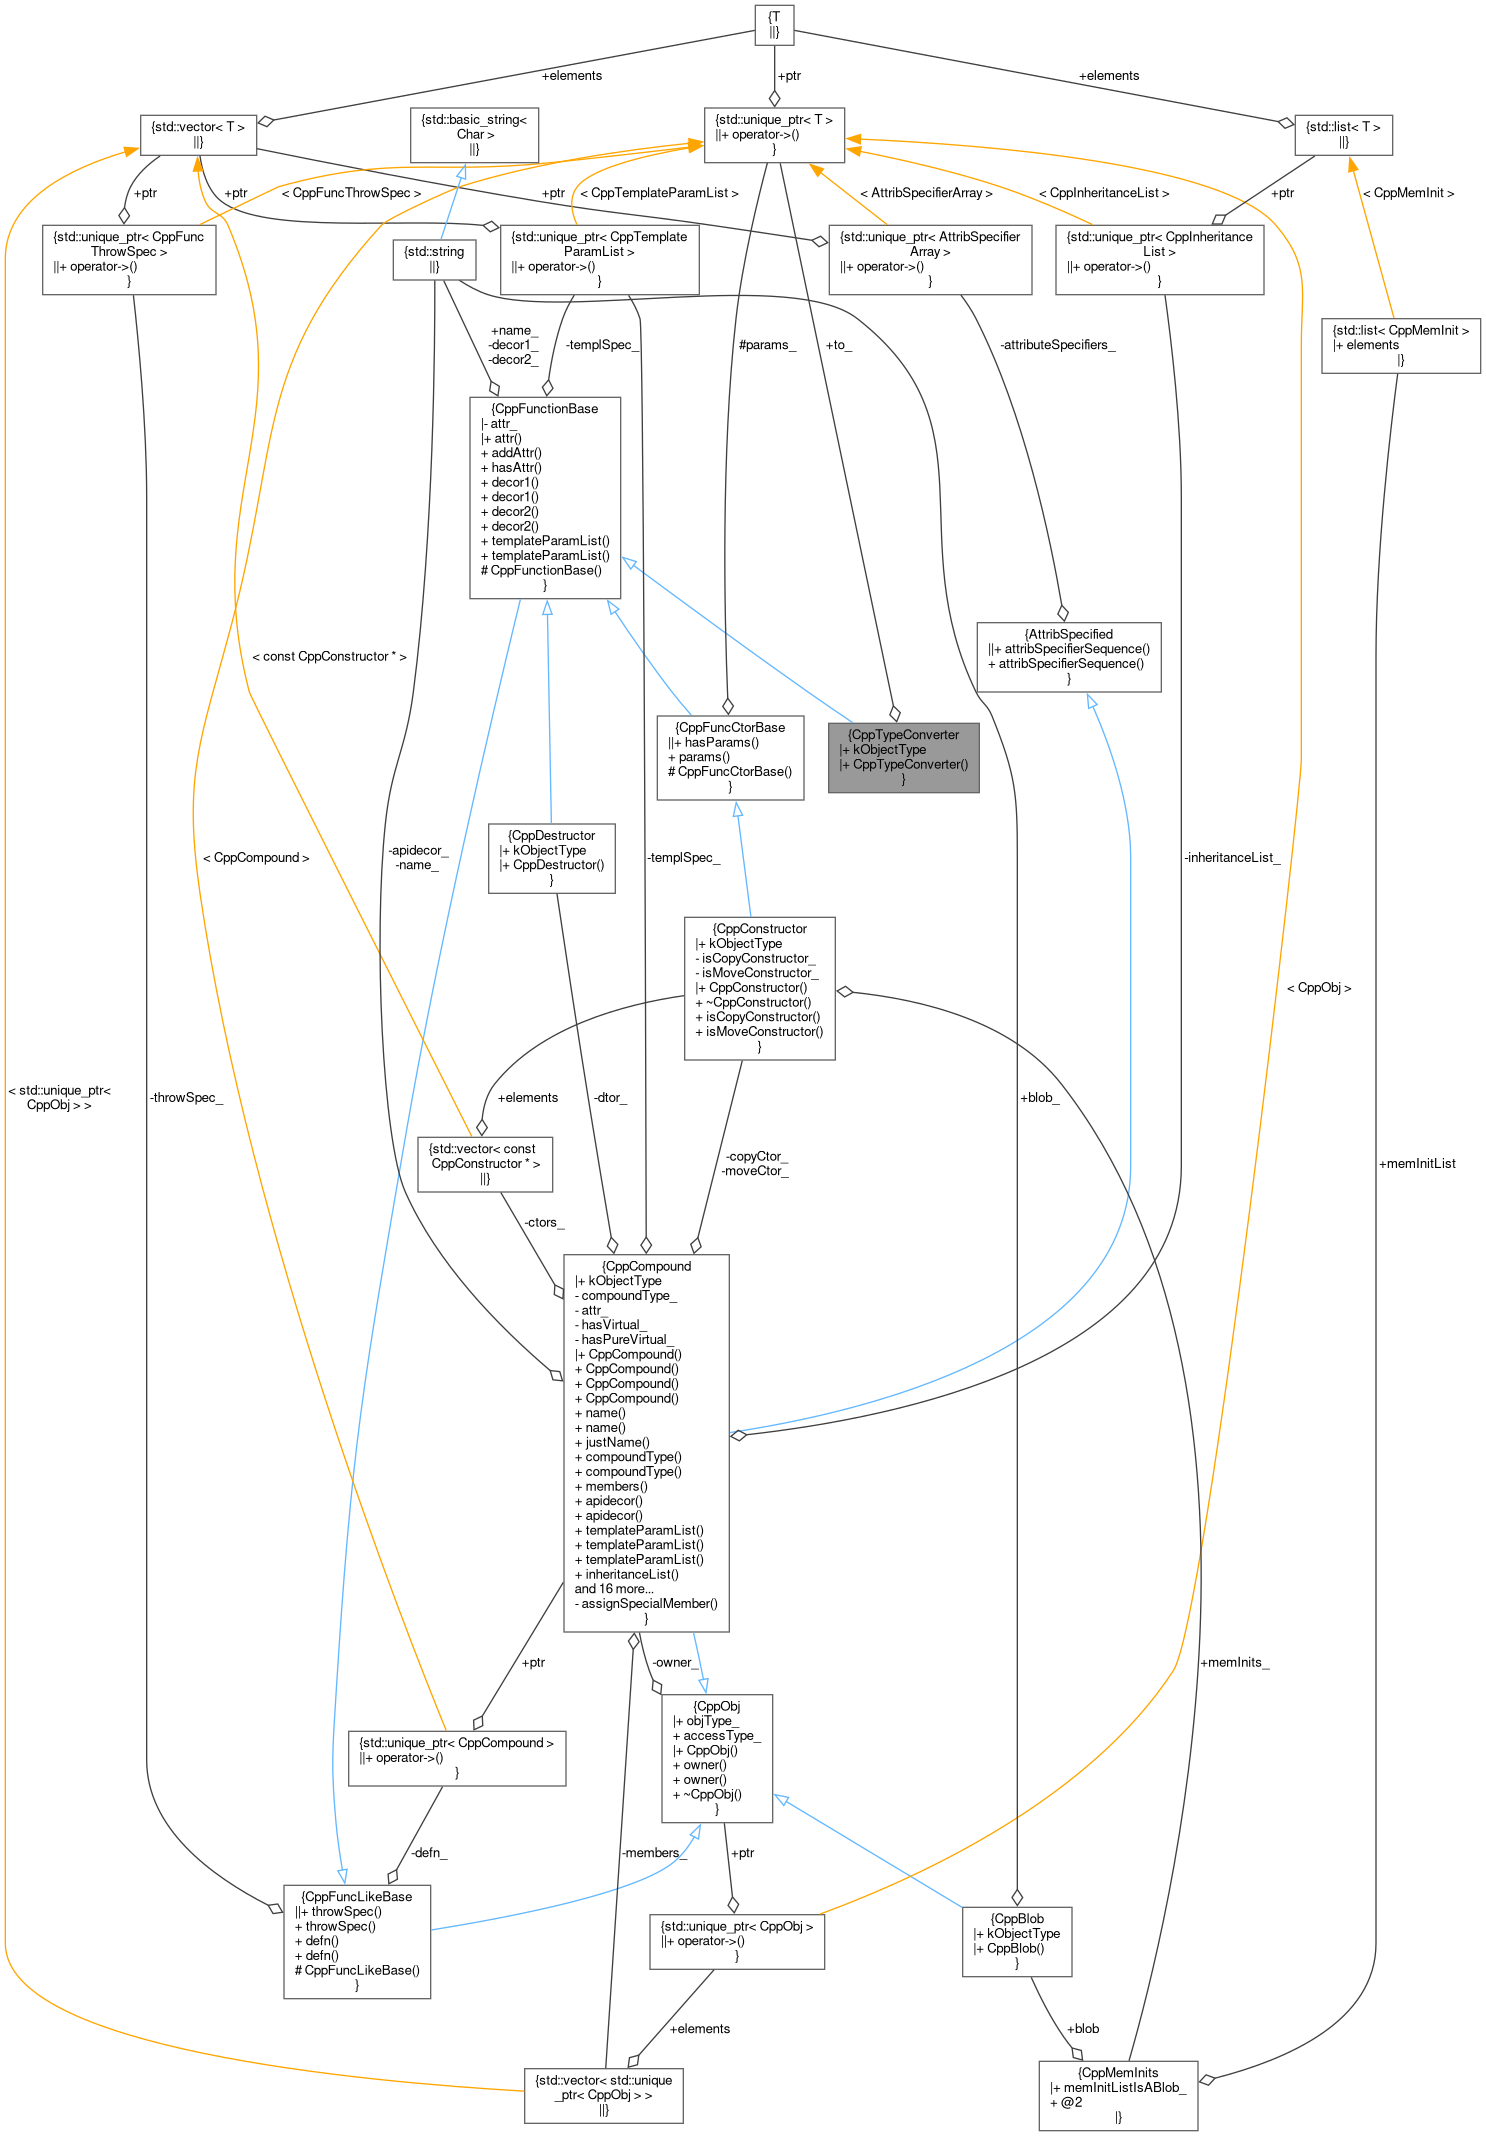 {T
||}
+elements
+ptr
+elements
{std::vector< T >
||}
{std::basic_string<
Char >
||}
{std::unique_ptr< T >
||+ operator->()
}
{std::list< T >
||}
+ptr
+ptr
< CppFuncThrowSpec >
+ptr
< CppTemplateParamList >
< AttribSpecifierArray >
< CppInheritanceList >
+ptr
< CppMemInit >
{std::unique_ptr< CppFunc
ThrowSpec >
||+ operator->()
}
{std::string
||}
{std::unique_ptr< CppTemplate
ParamList >
||+ operator->()
}
{std::unique_ptr< AttribSpecifier
Array >
||+ operator->()
}
{std::unique_ptr< CppInheritance
List >
||+ operator->()
}
{std::list< CppMemInit >
|+ elements
|}
+name_
-decor1_
-decor2_
-templSpec_
#params_
+to_
-attributeSpecifiers_
{CppFunctionBase
|- attr_
|+ attr()
+ addAttr()
+ hasAttr()
+ decor1()
+ decor1()
+ decor2()
+ decor2()
+ templateParamList()
+ templateParamList()
# CppFunctionBase()
}
< const CppConstructor * >
{AttribSpecified
||+ attribSpecifierSequence()
+ attribSpecifierSequence()
}
{CppFuncCtorBase
||+ hasParams()
+ params()
# CppFuncCtorBase()
}
{CppTypeConverter
|+ kObjectType
|+ CppTypeConverter()
}
< CppCompound >
-apidecor_
-name_
{CppDestructor
|+ kObjectType
|+ CppDestructor()
}
-templSpec_
-inheritanceList_
{CppConstructor
|+ kObjectType
- isCopyConstructor_
- isMoveConstructor_
|+ CppConstructor()
+ ~CppConstructor()
+ isCopyConstructor()
+ isMoveConstructor()
}
< CppObj >
< std::unique_ptr<
CppObj > >
-throwSpec_
+elements
-dtor_
+blob_
{std::vector< const
CppConstructor * >
||}
-copyCtor_
-moveCtor_
+memInitList
-ctors_
{CppCompound
|+ kObjectType
- compoundType_
- attr_
- hasVirtual_
- hasPureVirtual_
|+ CppCompound()
+ CppCompound()
+ CppCompound()
+ CppCompound()
+ name()
+ name()
+ justName()
+ compoundType()
+ compoundType()
+ members()
+ apidecor()
+ apidecor()
+ templateParamList()
+ templateParamList()
+ templateParamList()
+ inheritanceList()
and 16 more...
- assignSpecialMember()
}
+ptr
-owner_
+memInits_
{std::unique_ptr< CppCompound >
||+ operator->()
}
{CppObj
|+ objType_
+ accessType_
|+ CppObj()
+ owner()
+ owner()
+ ~CppObj()
}
-defn_
-members_
+ptr
{CppFuncLikeBase
||+ throwSpec()
+ throwSpec()
+ defn()
+ defn()
# CppFuncLikeBase()
}
{std::unique_ptr< CppObj >
||+ operator->()
}
{CppBlob
|+ kObjectType
|+ CppBlob()
}
+elements
+blob
{std::vector< std::unique
_ptr< CppObj > >
||}
{CppMemInits
|+ memInitListIsABlob_
+ @2
|}